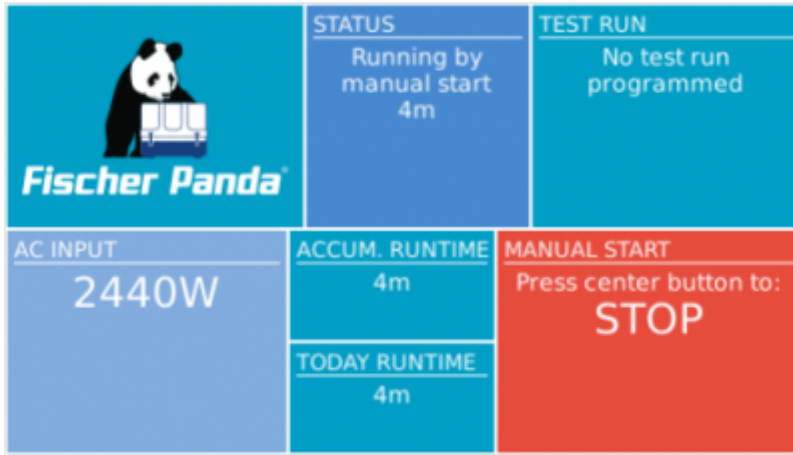 STATUS
Running by
manual start
4m
TEST RUN
No test run
programmed
Fischer Panda®
AC INPUT
2440W
ACCUM. RUNTIME
4m
TODAY RUNTIME
4m
MANUAL START
Press center button to:
STOP